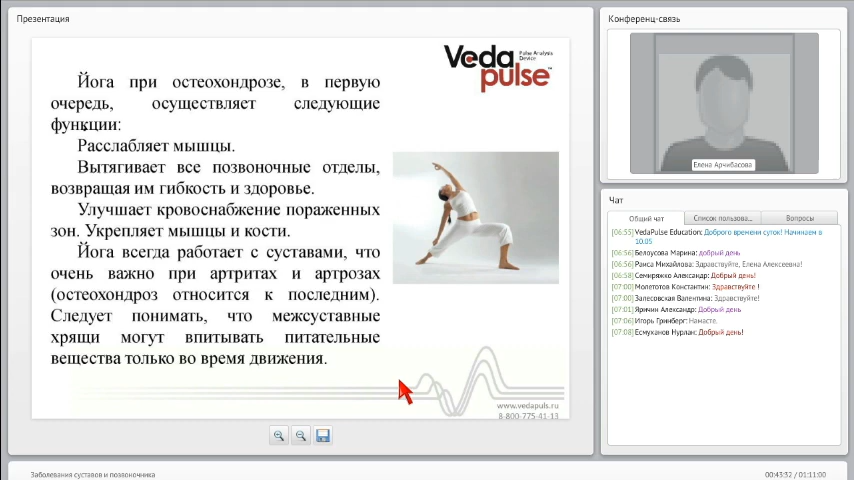 Презентация
Veda
Pulse Analysis
Device
pulse™
Йога при остеохондрозе, в первую
очередь, осуществляет следующие
функции:
Расслабляет мышцы.
Вытягивает все позвоночные отделы,
возвращая им гибкость и здоровье.
Улучшает кровоснабжение пораженных
зон. Укрепляет мышцы и кости.
Йога всегда работает с суставами, что
очень важно при артритах и артрозах
(остеохондроз относится к последним).
Следует понимать, что межсуставные
хрящи могут впитывать питательные
вещества только во время движения.
www.vedapuls.ru
8-800-775-41-13
Конференц-связь
Елена Арчибасова
Чат
Общий чат
Список пользова...
Вопросы
[06:55] VedaPulse Education: Доброго времени суток! Начинаем в
10.05
[06:56] Белоусова Марина: добрый день
[06:56] Раиса Михайлова: Здравствуйте, Елена Алексеевна!
[06:58] Семиряжко Александр: Добрый день!
[07:00] Молетотов Константин: Здравствуйте !
[07:00] Залесовская Валентина: Здравствуйте!
[07:01] Яричин Александр: Добрый день
[07:06] Игорь Гринберг: Намасте.
[07:08] Есмуханов Нурлан: Добрый день!
Заболевания суставов и позвоночника
00:43:32 / 01:11:00